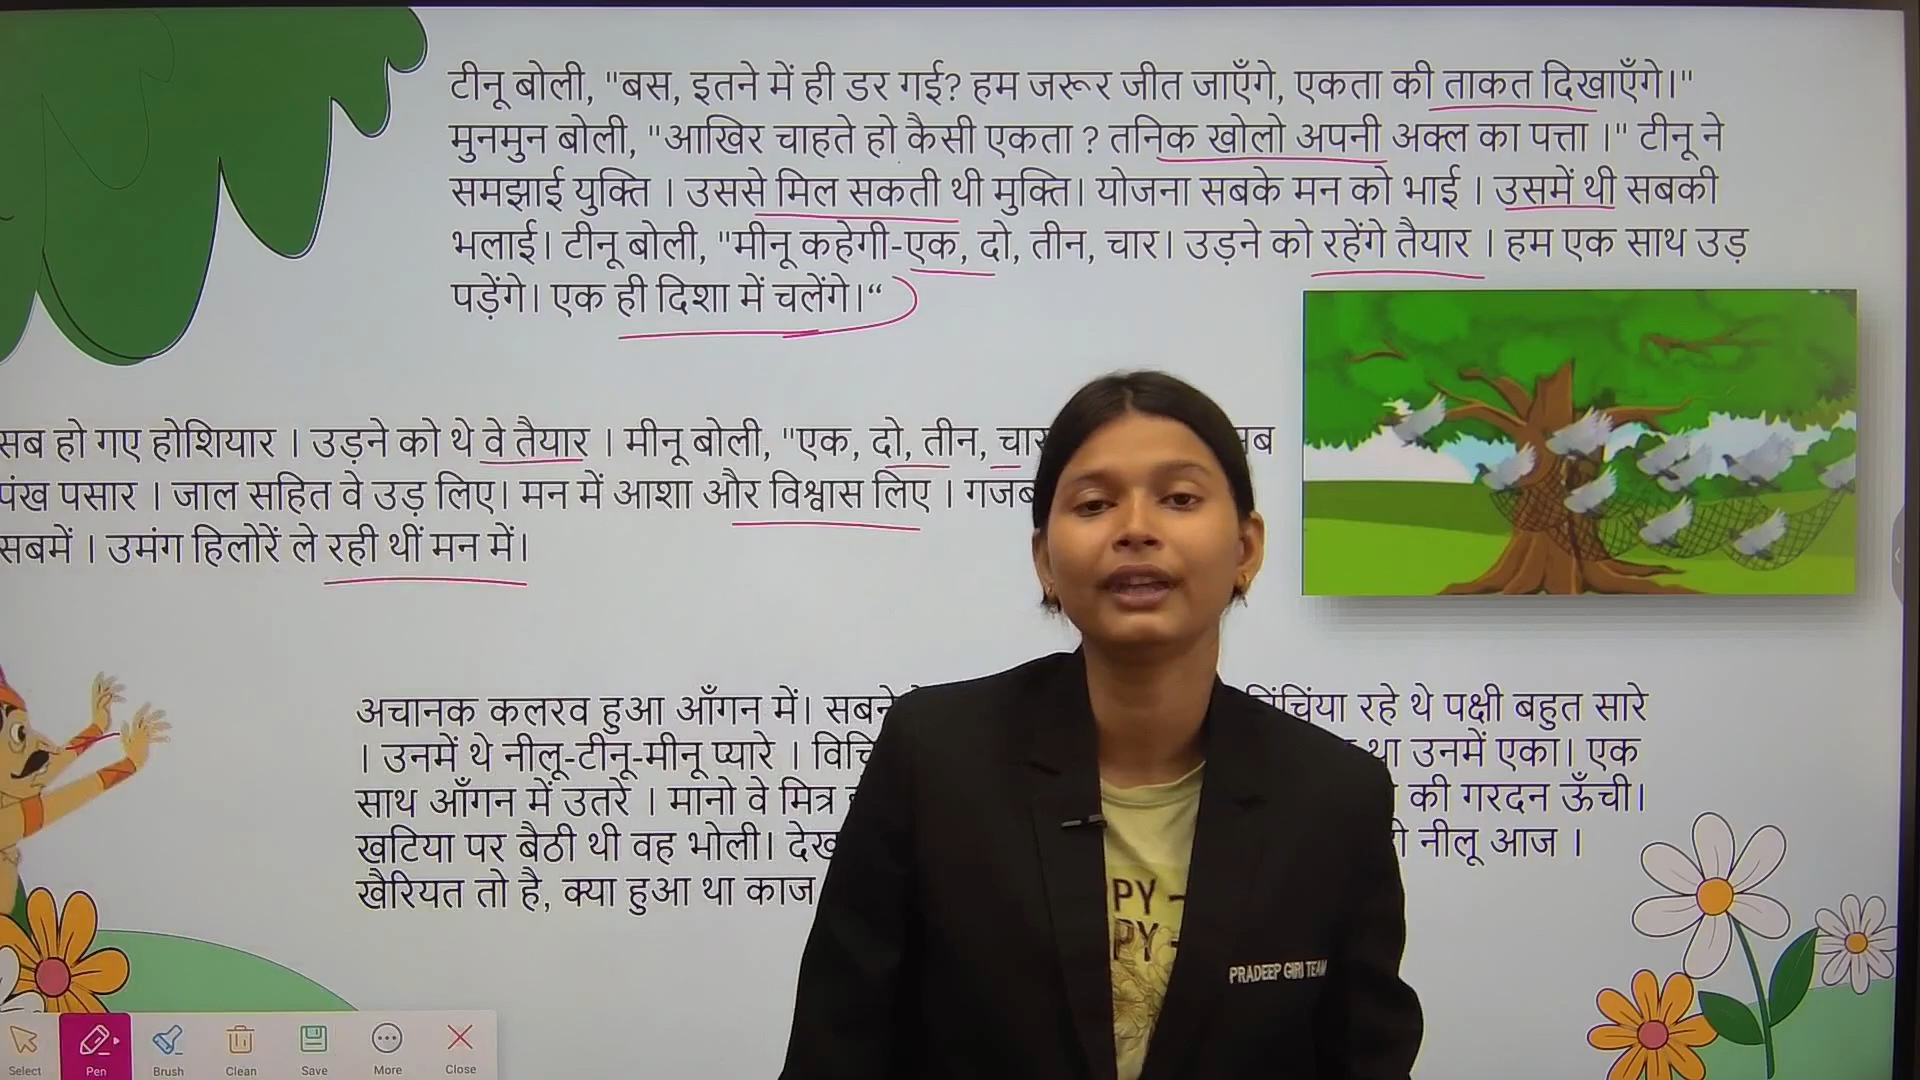 टीनू बोली, "बस, इतने में ही डर गई? हम जरूर जीत जाएँगे, एकता की ताकत दिखाएँगे।"
मुनमुन बोली, "आखिर चाहते हो कैसी एकता ? तनिक खोलो अपनी अक्ल का पत्ता ।" टीनू ने
समझाई युक्ति । उससे मिल सकती थी मुक्ति। योजना सबके मन को भाई । उसमें थी सबकी
भलाई। टीनू बोली, "मीनू कहेगी-एक, दो, तीन, चार। उड़ने को रहेंगे तैयार । हम एक साथ उड़
पड़ेंगे। एक ही दिशा में चलेंगे।“
सब हो गए होशियार । उड़ने को थे वे तैयार । मीनू बोली, "एक, दो, तीन, चार
पंख पसार । जाल सहित वे उड़ लिए। मन में आशा और विश्वास लिए ।
सबमें । उमंग हिलोरें ले रही थीं मन में।
अचानक कलरव हुआ आँगन में। रहे थे पक्षी बहुत सारे
। उनमें थे नीलू-टीनू-मीनू प्यारे । था उनमें एका। एक
साथ आँगन में उतरे । मानो वे मित्र की गरदन ऊँची।
खटिया पर बैठी थी वह भोली। नीलू आज ।
खैरियत तो है, क्या हुआ था काज
PRADEEP GIRI TEAM
Select Pen Brush Clean Save More Close